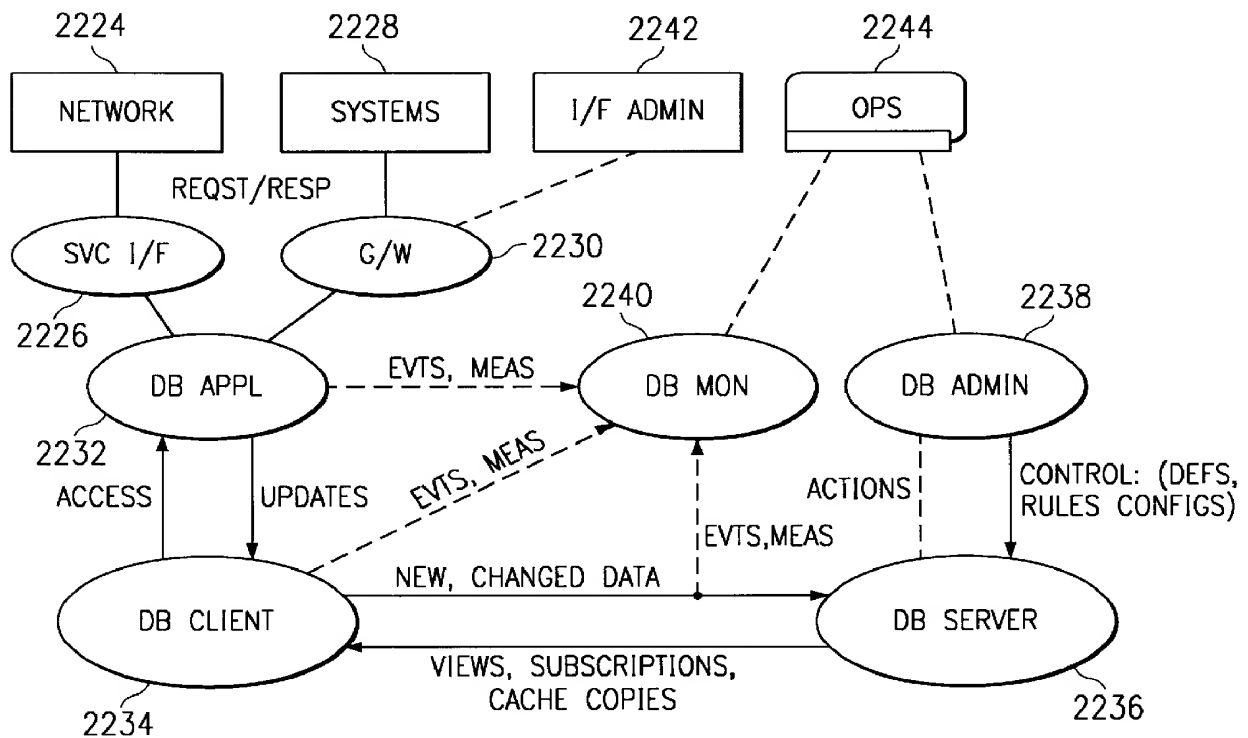 2224
2228
2242
2244
NETWORK
SYSTEMS
I/F ADMIN
OPS
REQST/RESP
SVC I/F
G/W
2230
2226
2240
2238
DB APPL
EVTS, MEAS
DB MON
DB ADMIN
2232
ACCESS
UPDATES
EVTS, MEAS
ACTIONS
CONTROL: (DEFS,
RULES CONFIGS)
EVTS,MEAS
NEW, CHANGED DATA
DB CLIENT
DB SERVER
VIEWS, SUBSCRIPTIONS,
CACHE COPIES
2234
2236